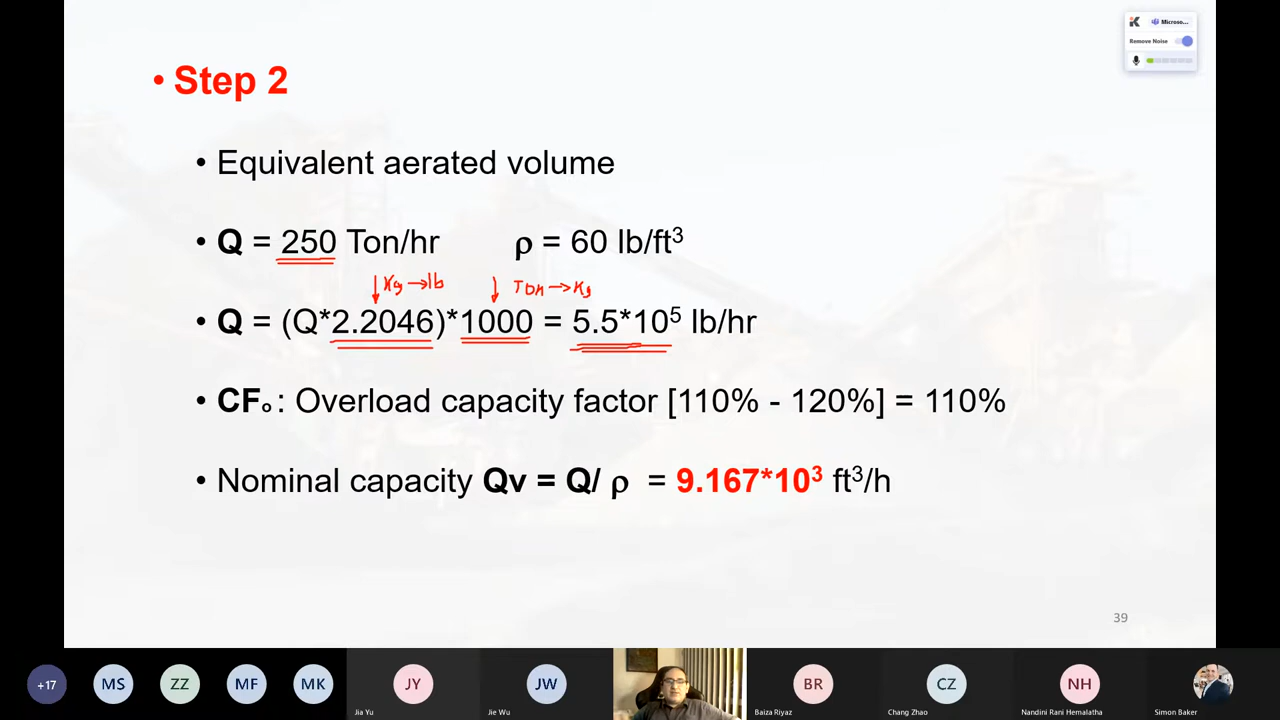 Microso...
Remove Noise
• Step 2
• Equivalent aerated volume
• Q = 250 Ton/hr ρ = 60 lb/ft³
Kg → lb Ton → Kg
• Q = (Q*2.2046)*1000 = 5.5*10⁵ lb/hr
• CFₒ: Overload capacity factor [110% - 120%] = 110%
• Nominal capacity Qv = Q/ ρ = 9.167*10³ ft³/h
39
+17 MS ZZ MF MK JY JW BR CZ NH
Jia Yu Jie Wu Baiza Riyaz Chang Zhao Nandini Rani Hemalatha Simon Baker